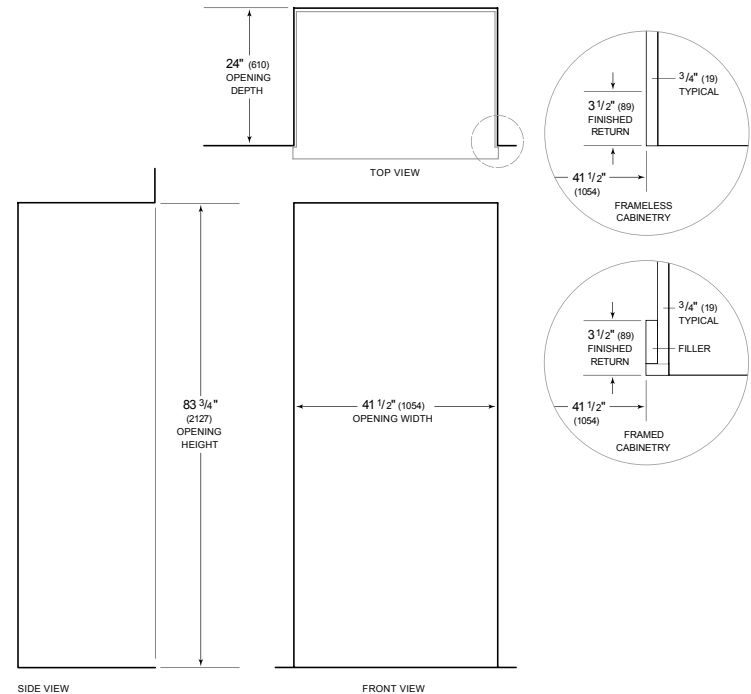 24" (610)
OPENING
DEPTH
TOP VIEW
3/4" (19)
TYPICAL
3 1/2" (89)
FINISHED
RETURN
41 1/2"
(1054)
FRAMELESS
CABINETRY
3/4" (19)
TYPICAL
3 1/2" (89)
FINISHED
RETURN
FILLER
41 1/2"
(1054)
FRAMED
CABINETRY
83 3/4"
(2127)
OPENING
HEIGHT
41 1/2" (1054)
OPENING WIDTH
SIDE VIEW
FRONT VIEW